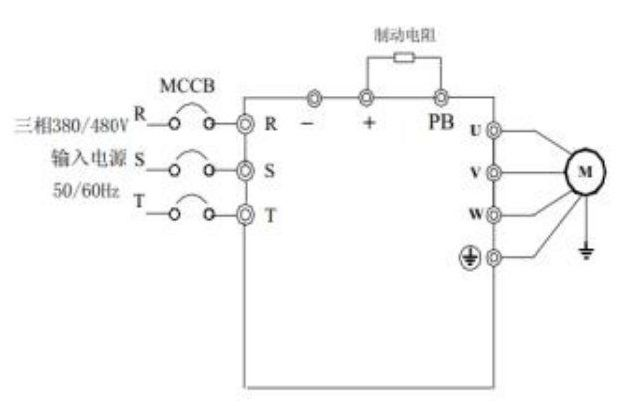 制动电阻
MCCB
三相380/480V R R − + PB U
输入电源 S S V M
50/60Hz T T W